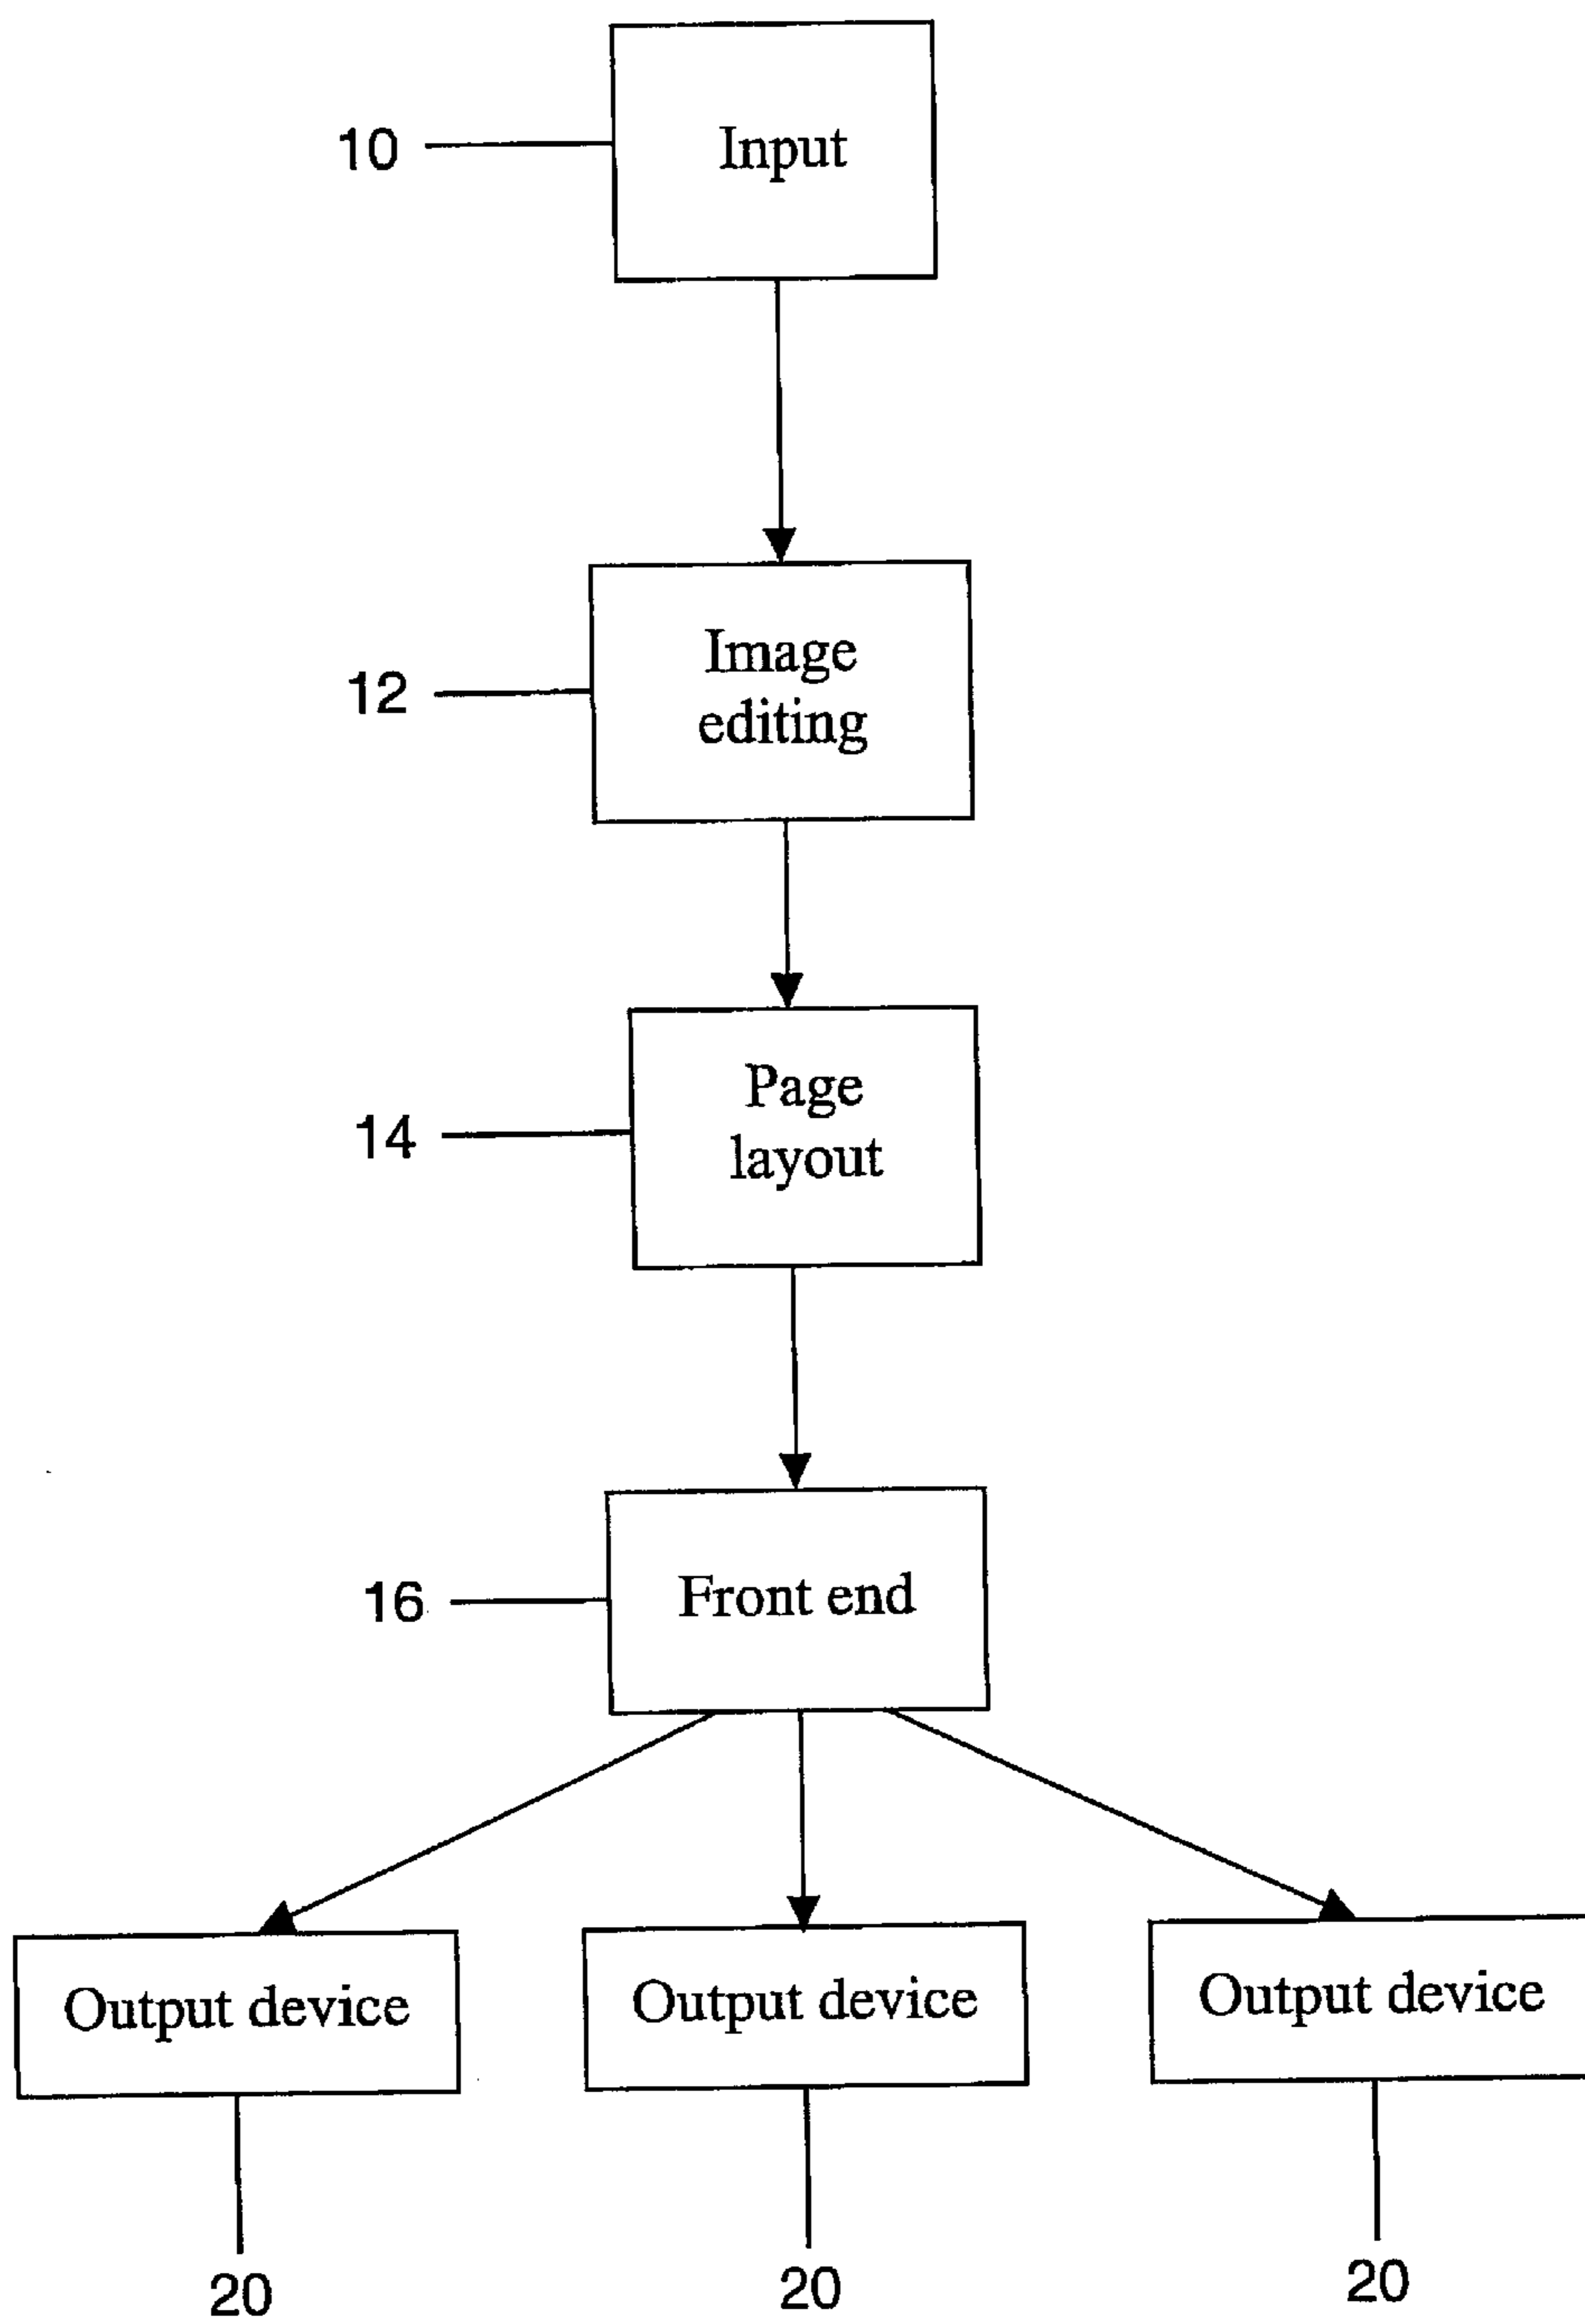 10
Input
12
Image
editing
14
Page
layout
16
Front end
Output device
Output device
Output device
20
20
20